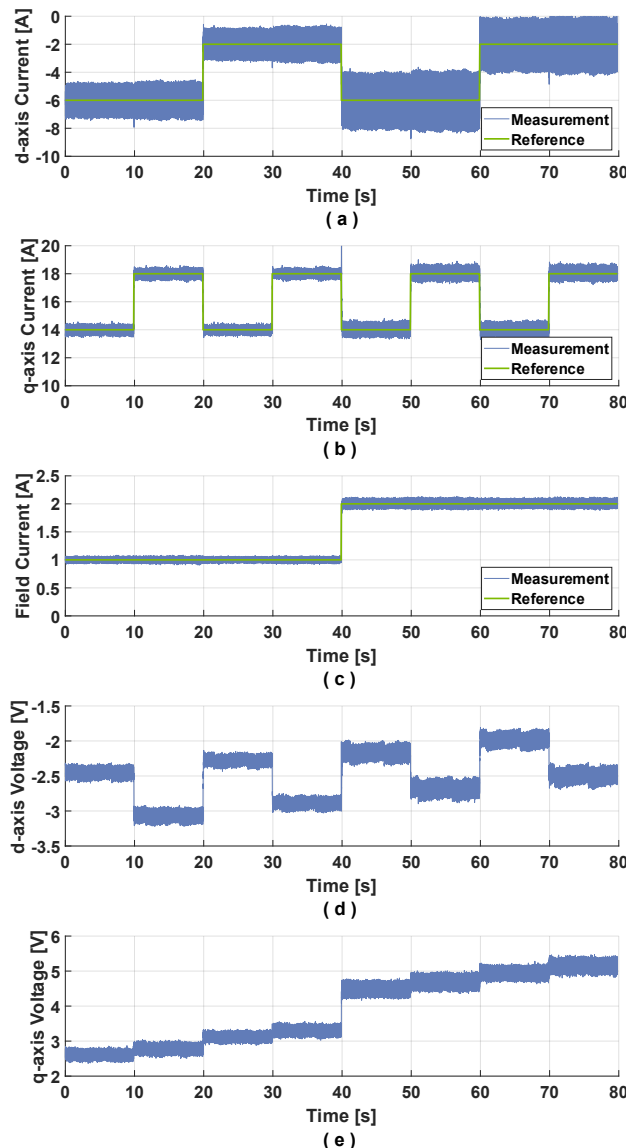 d-axis Current [A]
0
-2
-4
-6
-8
-10
Measurement
Reference
0 10 20 30 40 50 60 70 80
Time [s]
( a )
q-axis Current [A]
20
18
16
14
12
10
Measurement
Reference
0 10 20 30 40 50 60 70 80
Time [s]
( b )
Field Current [A]
2.5
2
1.5
1
0.5
0
Measurement
Reference
0 10 20 30 40 50 60 70 80
Time [s]
( c )
d-axis Voltage [V]
-1.5
-2
-2.5
-3
-3.5
0 10 20 30 40 50 60 70 80
Time [s]
( d )
q-axis Voltage [V]
6
5
4
3
2
0 10 20 30 40 50 60 70 80
Time [s]
( e )